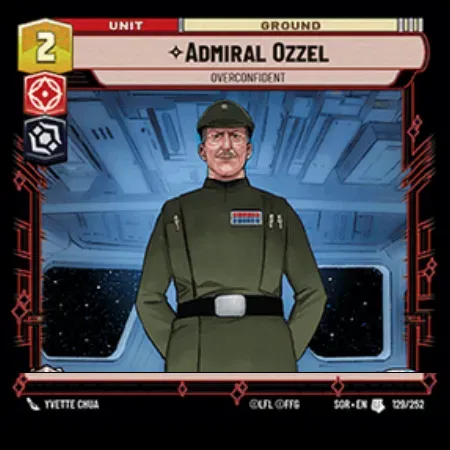 UNIT GROUND
2 ADMIRAL OZZEL
OVERCONFIDENT
YVETTE CHUA ©LFL ©FFG SOR • EN 129/252